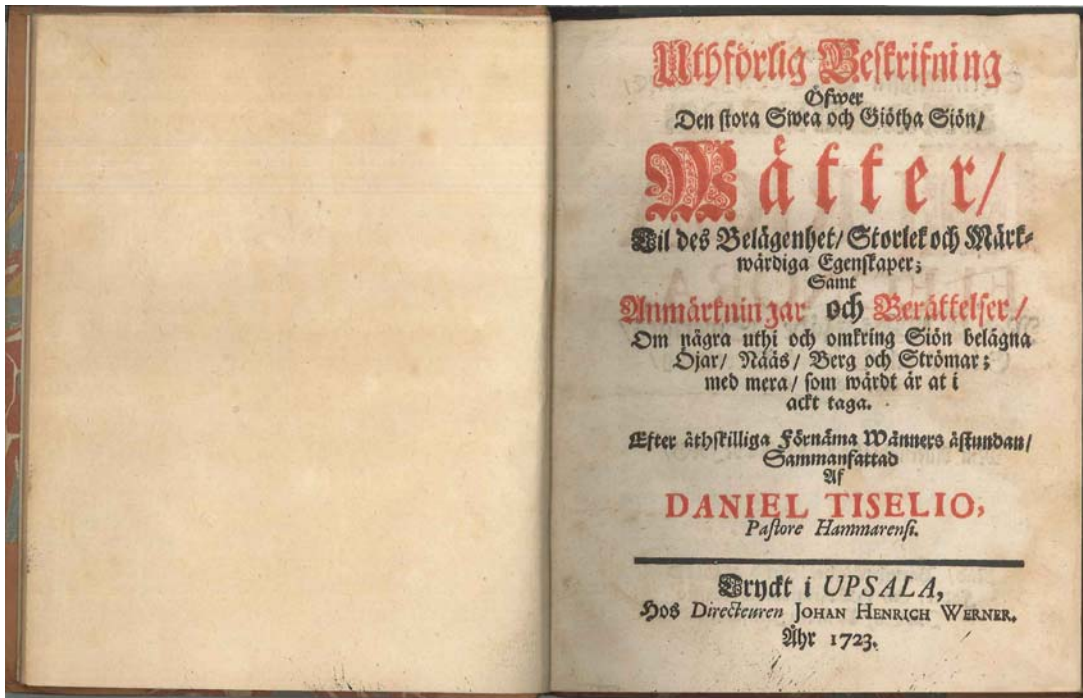 Uthförlig Beskrifning
Öfwer
Den stora Swea och Giötha Siön/
Wätter/
Til des Belägenhet/ Storlek och Märk-
wärdiga Egenskaper;
Samt
Anmärkningar och Berättelser/
Om några uthi och omkring Siön belägna
Öjar/ Nääs/ Berg och Strömar;
med mera/ som wärdt är at i
ackt taga.
Efter åthskilliga Förnäma Wänners åstundan/
Sammanfattad
Af
DANIEL TISELIO,
Pastore Hammarensi.
Tryckt i UPSALA,
Hos Directeuren JOHAN HENRICH WERNER.
Åhr 1723.